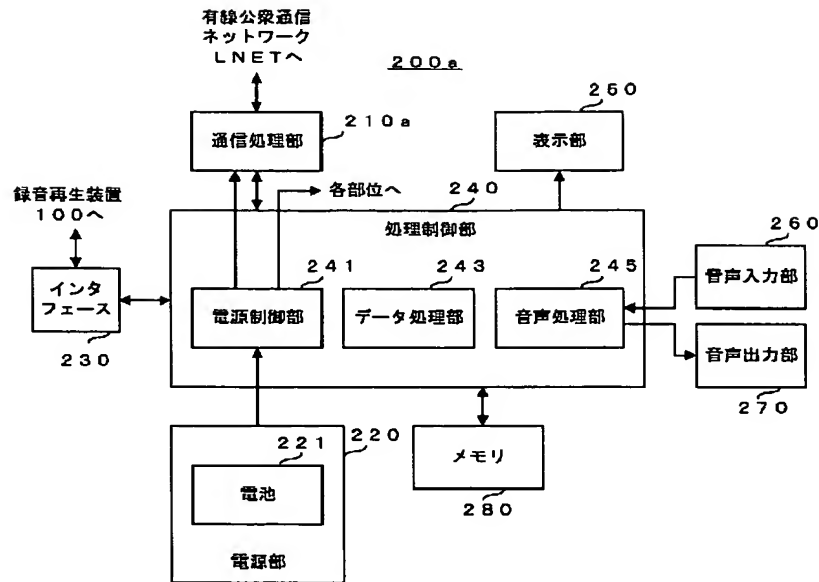 有線公衆通信
ネットワーク
LNETへ
200a
210a
250
通信処理部
表示部
各部位へ
録音再生装置
100へ
240
処理制御部
260
241
243
245
音声入力部
インタ
フェース
電源制御部
データ処理部
音声処理部
230
音声出力部
270
220
221
メモリ
電池
280
電源部